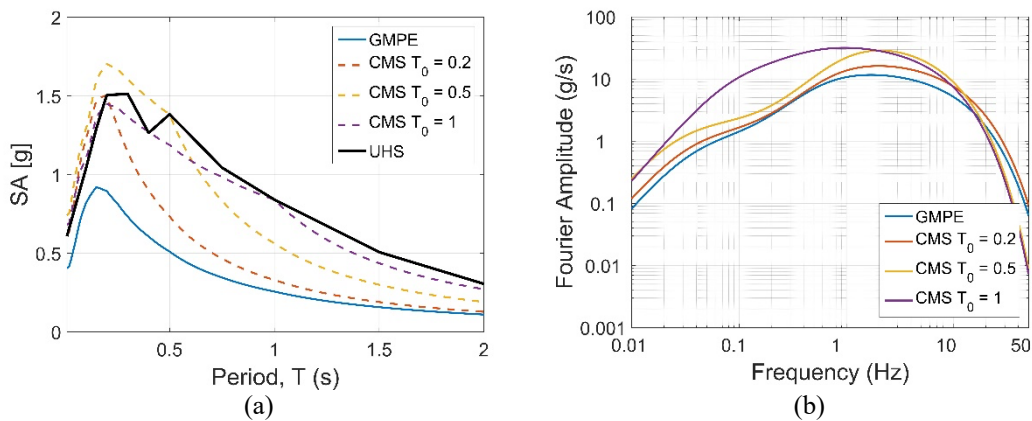 2
1.5
1
0.5
0
SA [g]
0.5
1
1.5
2
Period, T (s)
GMPE
CMS T0 = 0.2
CMS T0 = 0.5
CMS T0 = 1
UHS
(a)
100
10
1
0.1
0.01
0.001
Fourier Amplitude (g/s)
0.01
0.1
1
10
50
Frequency (Hz)
GMPE
CMS T0 = 0.2
CMS T0 = 0.5
CMS T0 = 1
(b)